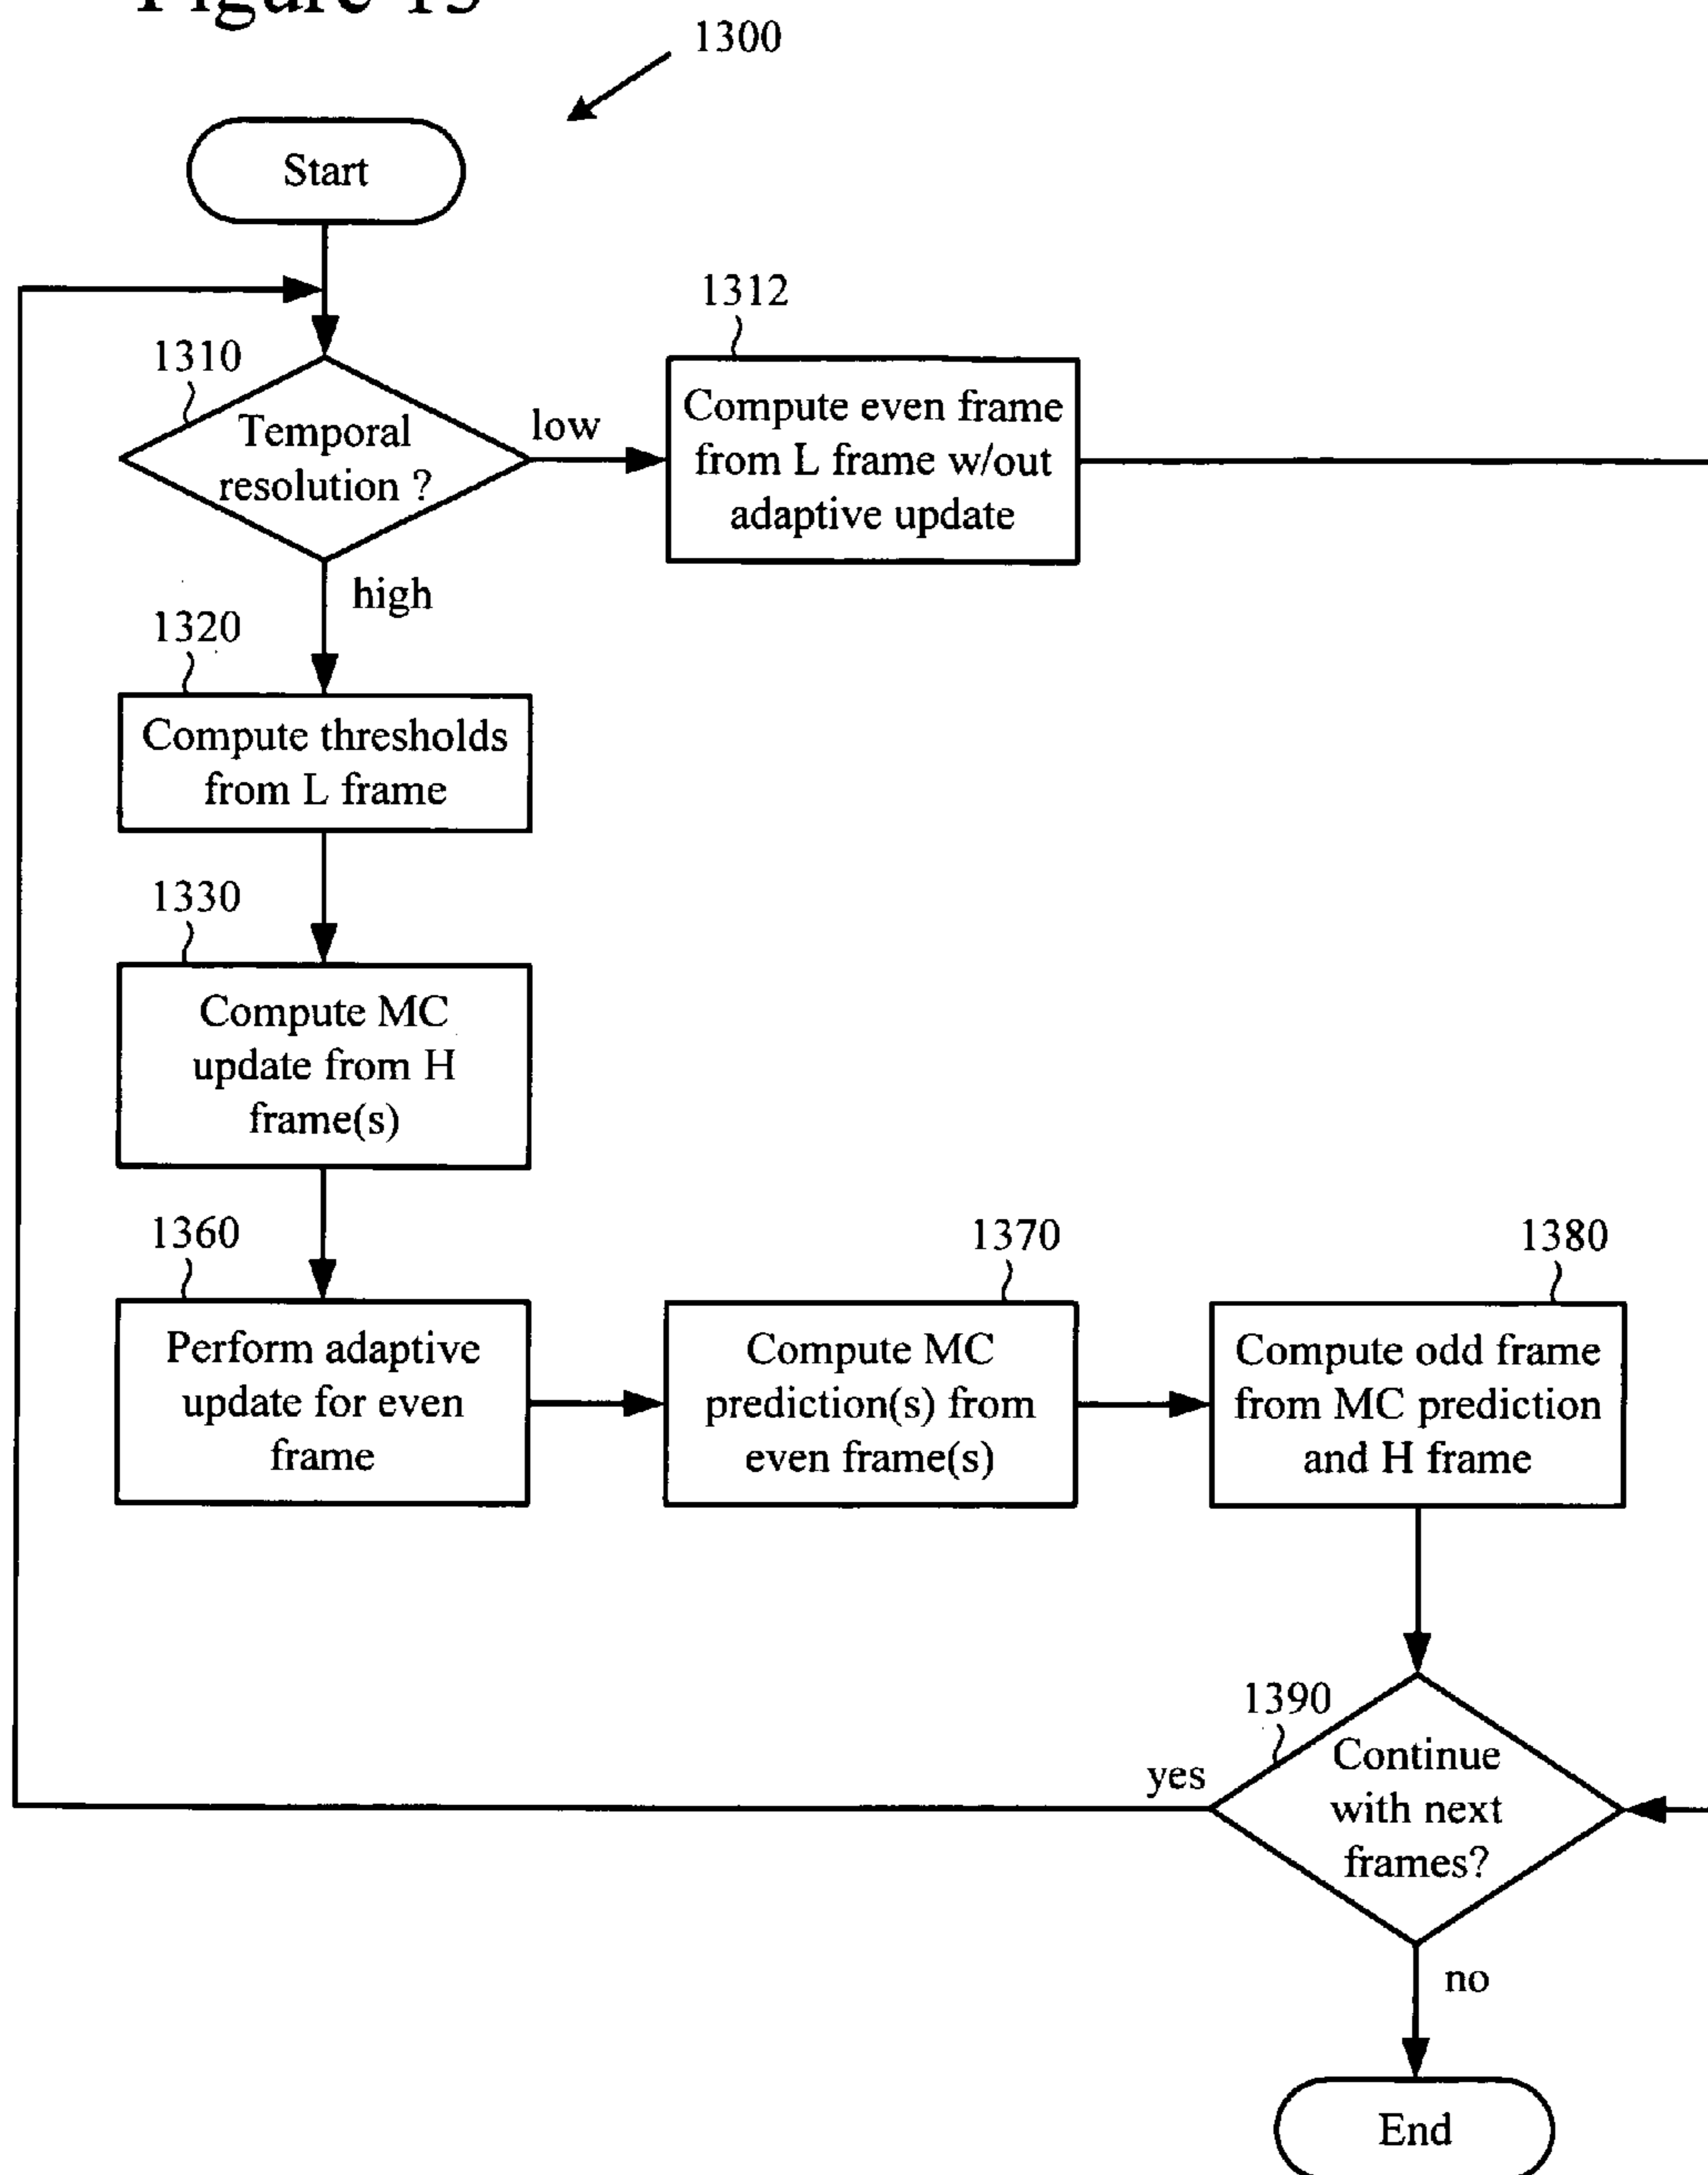 Figure 13
1300
Start
1312
1310
Temporal
resolution ?
low
Compute even frame
from L frame w/out
adaptive update
high
1320
Compute thresholds
from L frame
1330
Compute MC
update from H
frame(s)
1360
Perform adaptive
update for even
frame
1370
Compute MC
prediction(s) from
even frame(s)
1380
Compute odd frame
from MC prediction
and H frame
1390
Continue
with next
frames?
yes
no
End